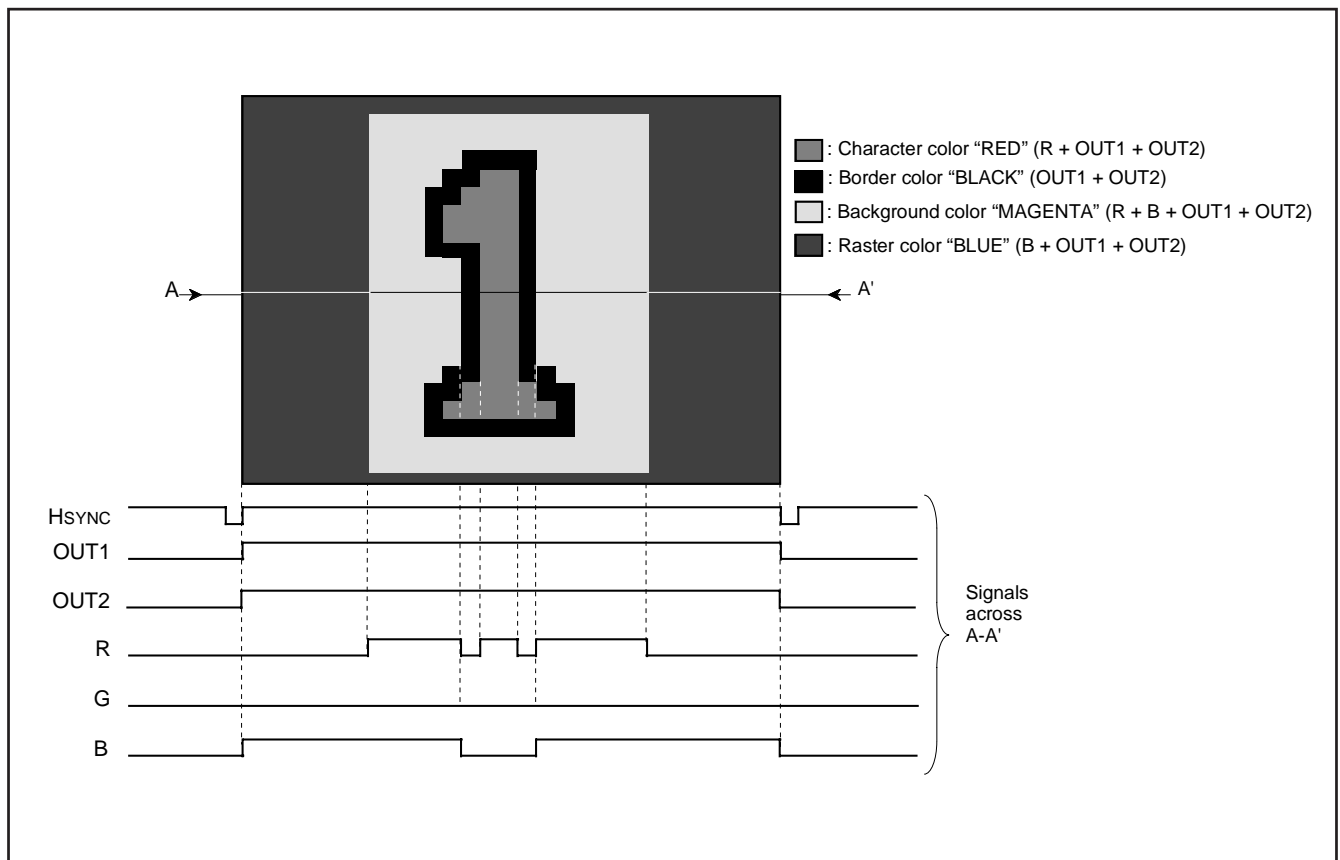 : Character color “RED” (R + OUT1 + OUT2)
: Border color “BLACK” (OUT1 + OUT2)
: Background color “MAGENTA” (R + B + OUT1 + OUT2)
: Raster color “BLUE” (B + OUT1 + OUT2)
A
A'
HSYNC
OUT1
OUT2
R
G
B
Signals
across
A-A'